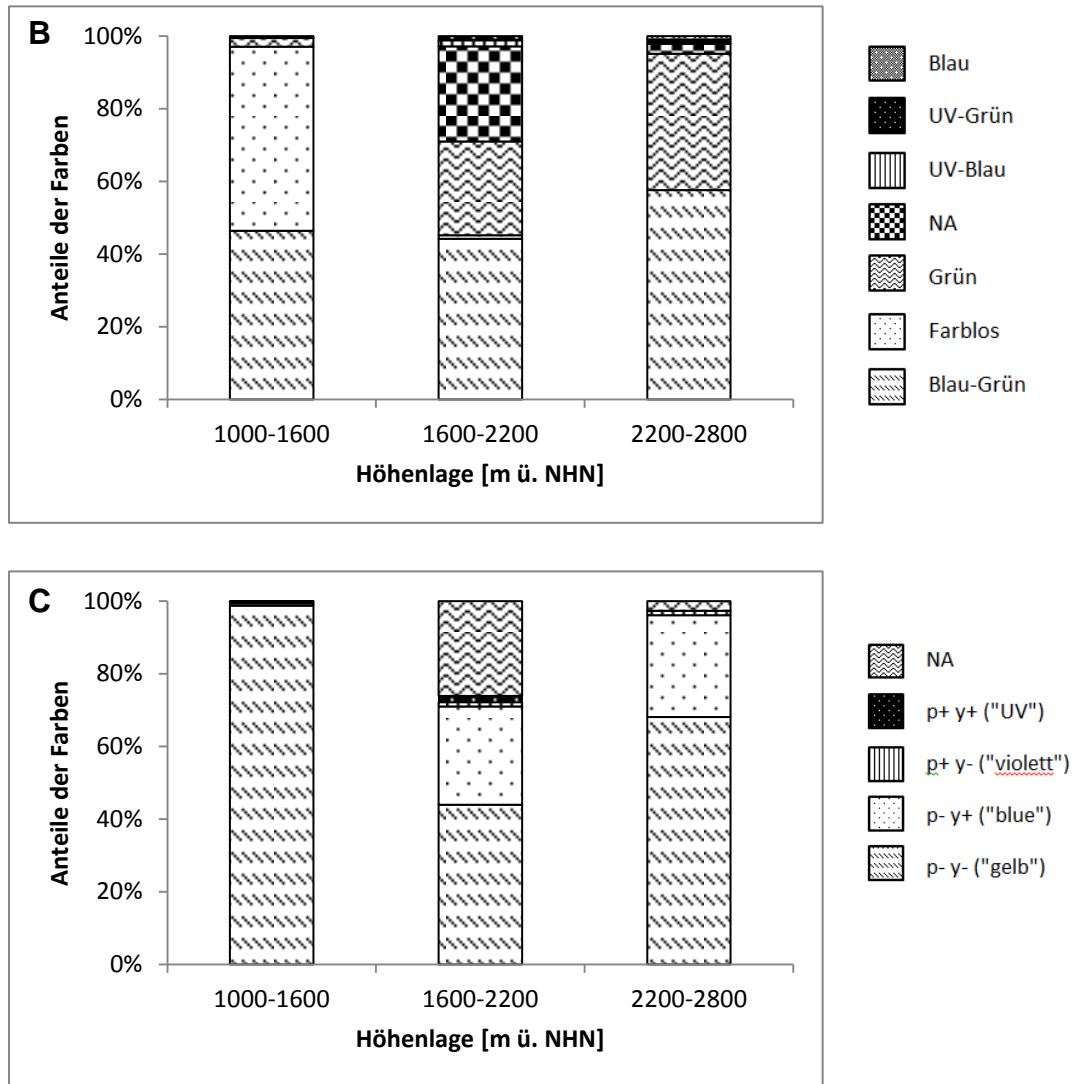 B
Anteile der Farben
100%
80%
60%
40%
20%
0%
1000-1600 1600-2200 2200-2800
Höhenlage [m ü. NHN]
Blau
UV-Grün
UV-Blau
NA
Grün
Farblos
Blau-Grün
C
Anteile der Farben
100%
80%
60%
40%
20%
0%
1000-1600 1600-2200 2200-2800
Höhenlage [m ü. NHN]
NA
p+ y+ ("UV")
p+ y- ("violett")
p- y+ ("blue")
p- y- ("gelb")